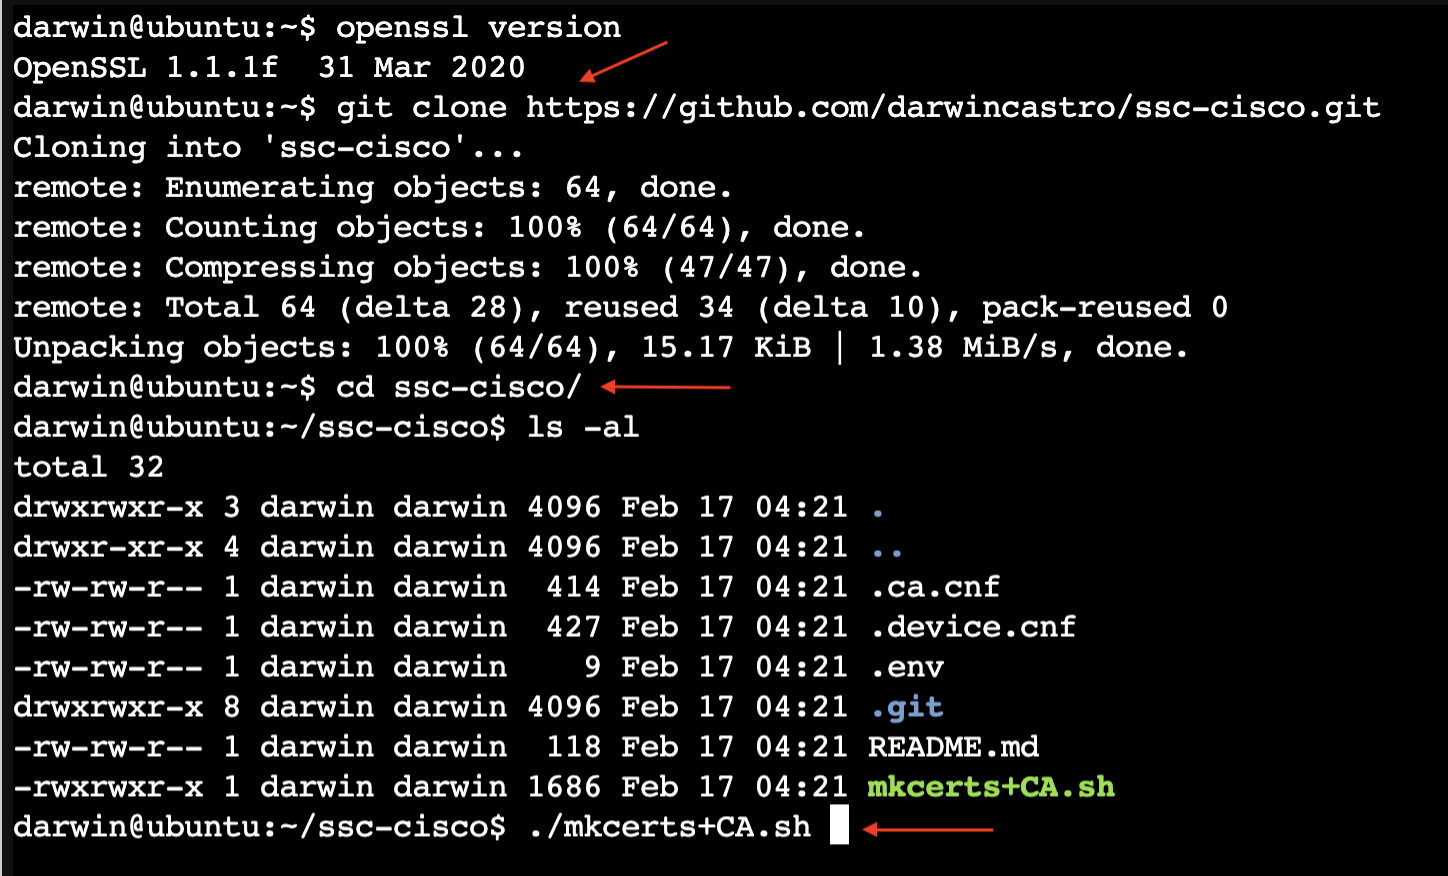 darwin@ubuntu:~$ openssl version
OpenSSL 1.1.1f  31 Mar 2020
darwin@ubuntu:~$ git clone https://github.com/darwincastro/ssc-cisco.git
Cloning into 'ssc-cisco'...
remote: Enumerating objects: 64, done.
remote: Counting objects: 100% (64/64), done.
remote: Compressing objects: 100% (47/47), done.
remote: Total 64 (delta 28), reused 34 (delta 10), pack-reused 0
Unpacking objects: 100% (64/64), 15.17 KiB | 1.38 MiB/s, done.
darwin@ubuntu:~$ cd ssc-cisco/
darwin@ubuntu:~/ssc-cisco$ ls -al
total 32
drwxrwxr-x 3 darwin darwin 4096 Feb 17 04:21 .
drwxr-xr-x 4 darwin darwin 4096 Feb 17 04:21 ..
-rw-rw-r-- 1 darwin darwin  414 Feb 17 04:21 .ca.cnf
-rw-rw-r-- 1 darwin darwin  427 Feb 17 04:21 .device.cnf
-rw-rw-r-- 1 darwin darwin    9 Feb 17 04:21 .env
drwxrwxr-x 8 darwin darwin 4096 Feb 17 04:21 .git
-rw-rw-r-- 1 darwin darwin  118 Feb 17 04:21 README.md
-rwxrwxr-x 1 darwin darwin 1686 Feb 17 04:21 mkcerts+CA.sh
darwin@ubuntu:~/ssc-cisco$ ./mkcerts+CA.sh